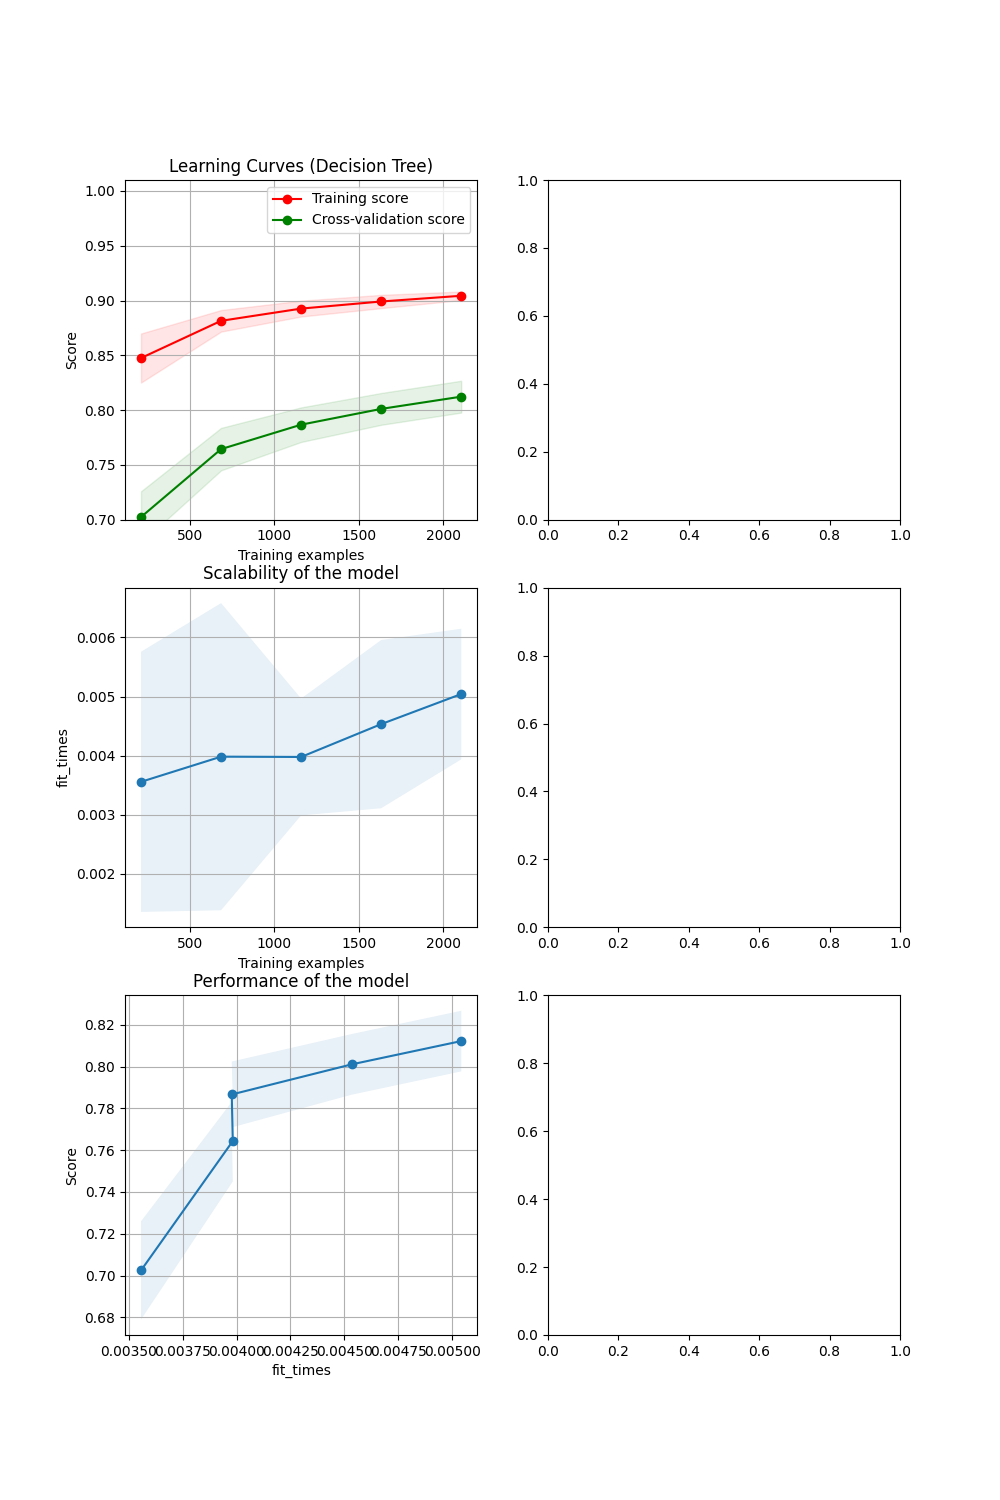 Learning Curves (Decision Tree)
1.00
0.95
0.90
0.85
0.80
0.75
0.70
Score
Training score
Cross-validation score
500 1000 1500 2000
Training examples
1.0
0.8
0.6
0.4
0.2
0.0
0.0 0.2 0.4 0.6 0.8 1.0
Scalability of the model
0.006
0.005
0.004
0.003
0.002
fit_times
500 1000 1500 2000
Training examples
1.0
0.8
0.6
0.4
0.2
0.0
0.0 0.2 0.4 0.6 0.8 1.0
Performance of the model
0.82
0.80
0.78
0.76
0.74
0.72
0.70
0.68
Score
0.00350 0.00375 0.00400 0.00425 0.00450 0.00475 0.00500
fit_times
1.0
0.8
0.6
0.4
0.2
0.0
0.0 0.2 0.4 0.6 0.8 1.0